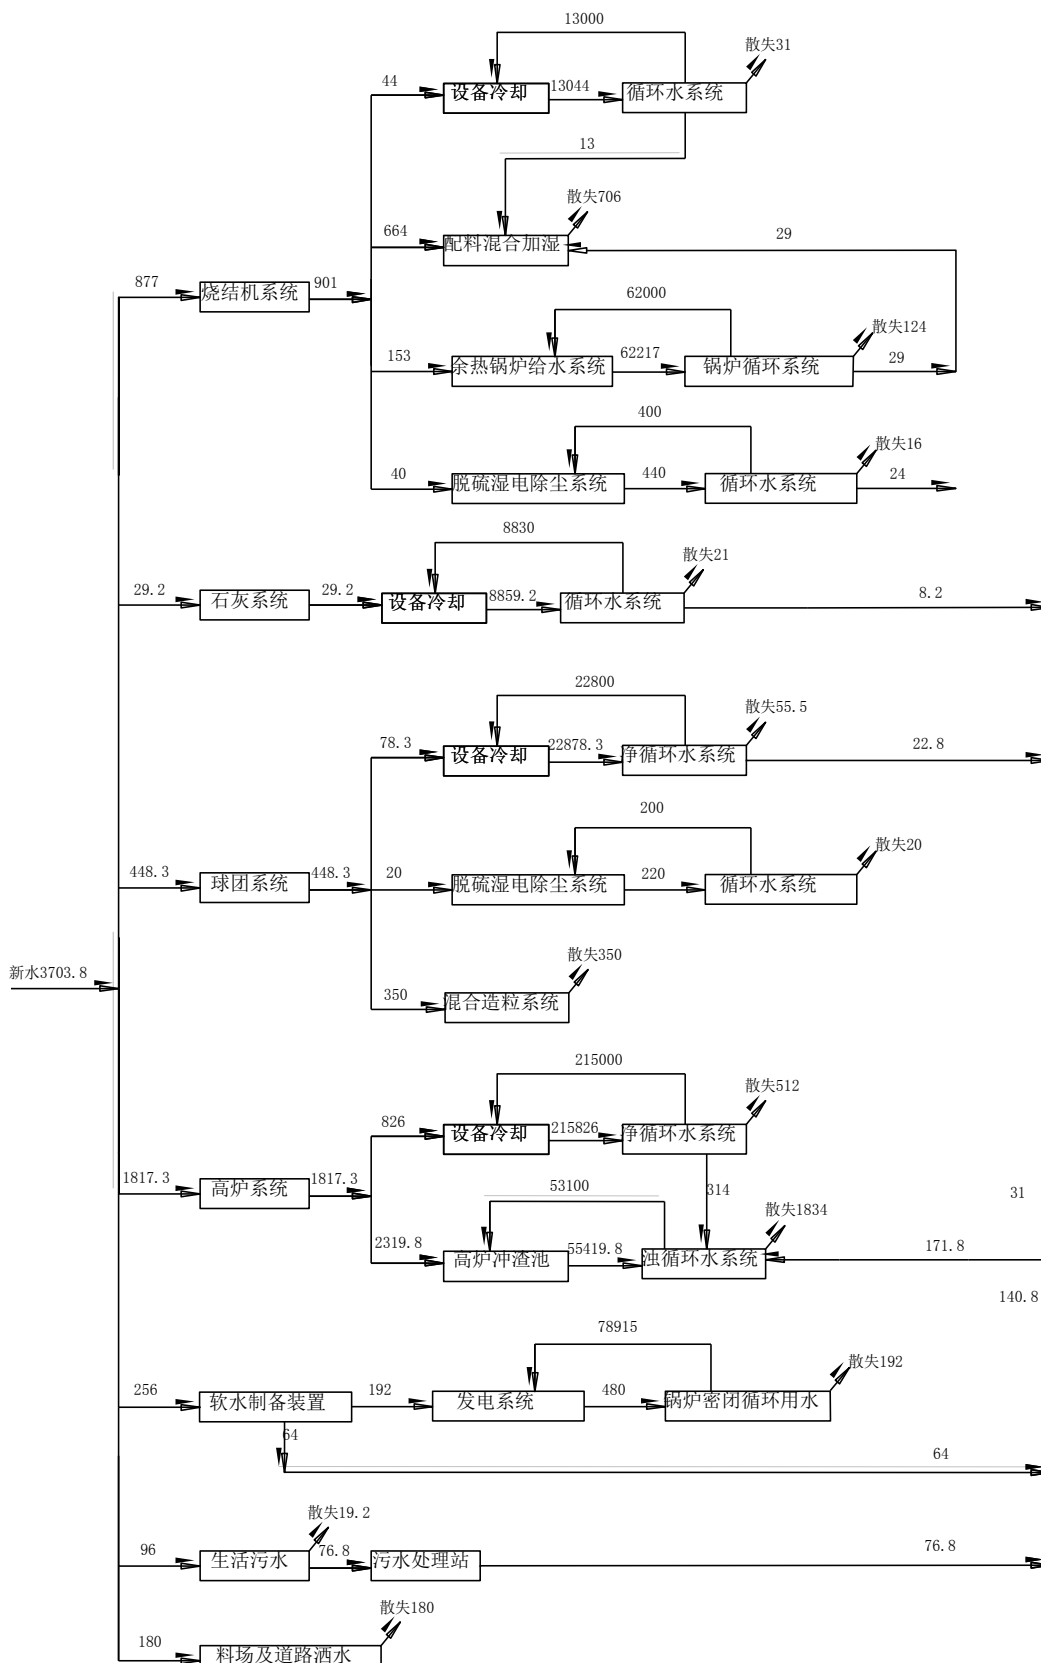 13000
散失31
44
设备冷却
13044
循环水系统
13
散失706
664
配料混合加湿
29
877
烧结机系统
901
62000
散失124
153
余热锅炉给水系统
62217
锅炉循环系统
29
400
散失16
40
脱硫湿电除尘系统
440
循环水系统
24
8830
散失21
29.2
石灰系统
29.2
设备冷却
8859.2
循环水系统
8.2
22800
散失55.5
78.3
设备冷却
22878.3
净循环水系统
22.8
200
散失20
448.3
球团系统
448.3
20
脱硫湿电除尘系统
220
循环水系统
新水3703.8
散失350
350
混合造粒系统
215000
散失512
826
设备冷却
215826
净循环水系统
1817.3
高炉系统
1817.3
53100
314
31
散失1834
2319.8
高炉冲渣池
55419.8
浊循环水系统
171.8
140.8
78915
散失192
256
软水制备装置
192
发电系统
480
锅炉密闭循环用水
64
64
散失19.2
96
生活污水
76.8
污水处理站
76.8
散失180
180
料场及道路洒水